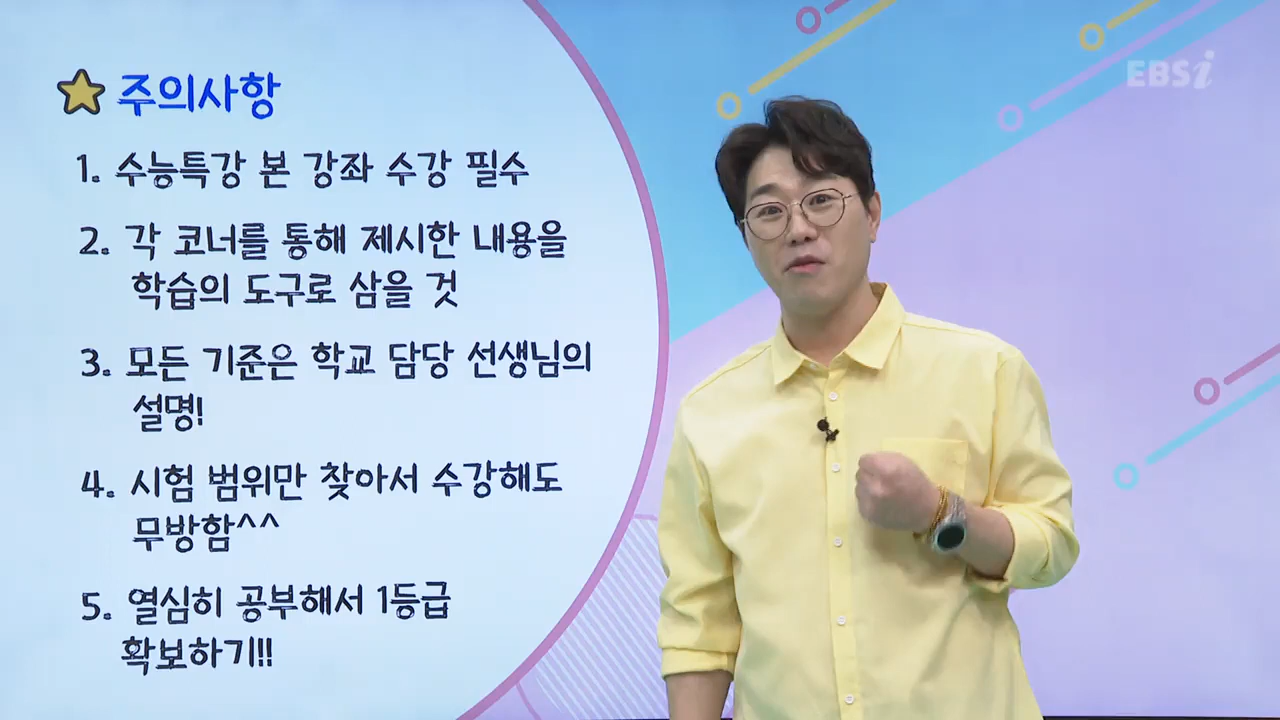 주의사항
1. 수능특강 본 강좌 수강 필수
2. 각 코너를 통해 제시한 내용을
학습의 도구로 삼을 것
3. 모든 기준은 학교 담당 선생님의
설명!
4. 시험 범위만 찾아서 수강해도
무방함^^
5. 열심히 공부해서 1등급
확보하기!!
EBSi